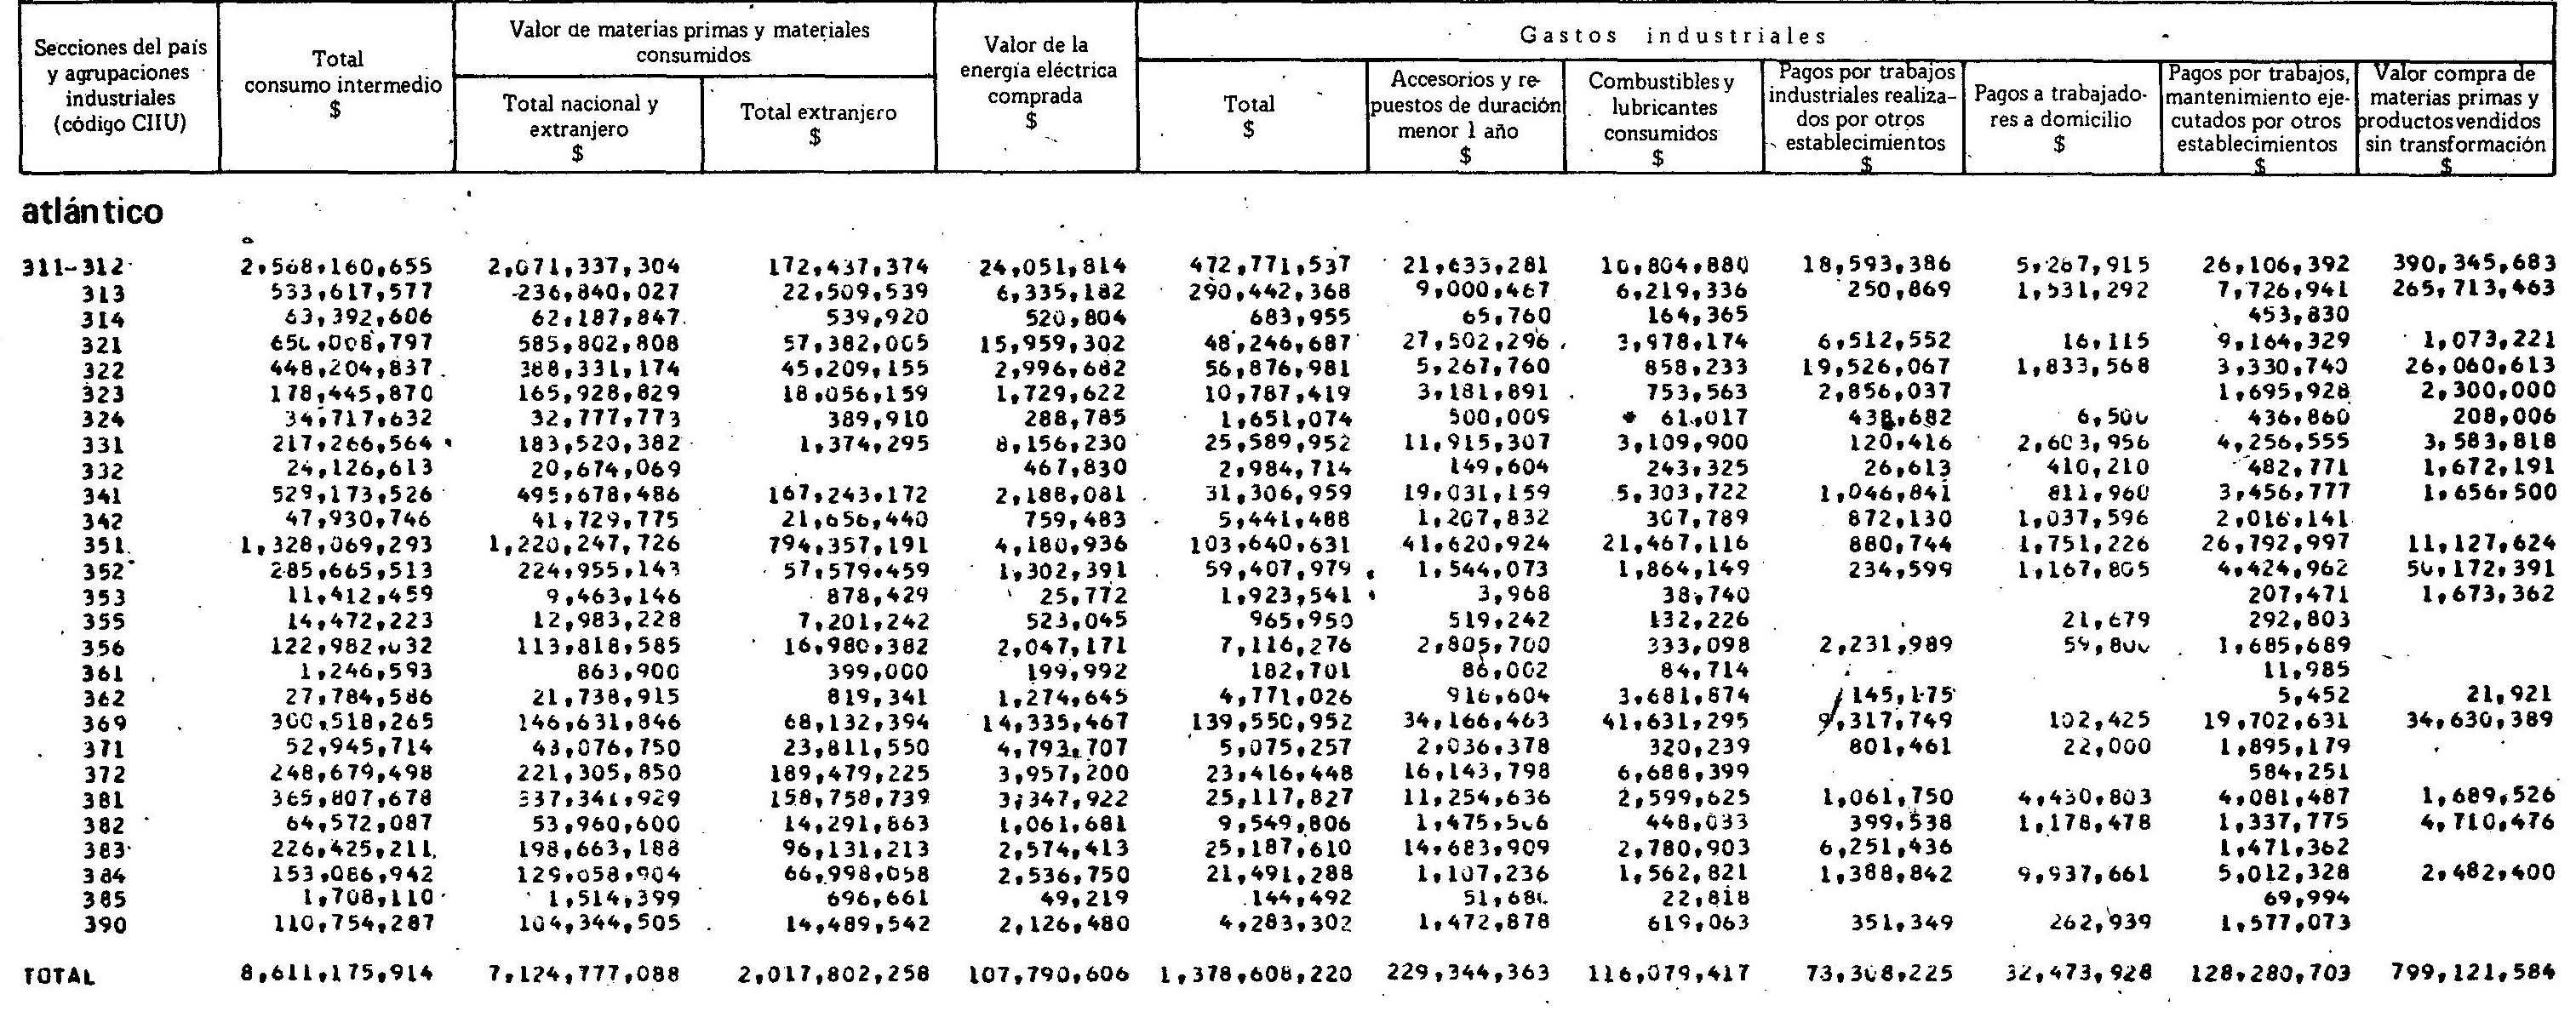 Secciones del país y agrupaciones industriales (código CIIU)
Total consumo intermedio $
Valor de materias primas y materiales consumidos
Total nacional y extranjero $
Total extranjero $
Valor de la energía eléctrica comprada $
Gastos industriales
Total $
Accesorios y repuestos de duración menor 1 año $
Combustibles y lubricantes consumidos $
Pagos por trabajos industriales realizados por otros establecimientos $
Pagos a trabajadores a domicilio $
Pagos por trabajos, mantenimiento ejecutados por otros establecimientos $
Valor compra de materias primas y productos vendidos sin transformación $
atlántico
311-312 2,568,160,655 2,071,337,304 172,437,374 24,051,814 472,771,537 21,653,281 10,804,880 18,593,386 5,267,915 26,106,392 390,345,683
313 533,617,577 236,840,027 22,509,539 6,335,182 290,442,368 9,000,467 6,219,336 250,869 1,531,292 7,726,941 265,713,463
314 63,392,606 62,187,847 539,920 520,804 683,955 65,760 164,365 453,830
321 650,008,797 585,802,808 57,382,005 15,959,302 48,246,687 27,502,296 3,978,174 6,512,552 16,115 9,164,329 1,073,221
322 448,204,837 388,331,174 45,209,155 2,996,682 56,876,981 5,267,760 858,233 19,526,067 1,833,568 3,330,740 26,060,613
323 178,445,870 165,928,829 18,056,159 1,729,622 10,787,419 3,181,891 753,563 2,856,037 1,695,928 2,300,000
324 34,717,632 32,777,773 389,910 288,785 1,651,074 500,009 61,017 438,682 6,500 436,860 208,006
331 217,266,564 183,520,382 1,374,295 8,156,230 25,589,952 11,915,307 3,109,900 120,416 2,603,956 4,256,555 3,583,818
332 24,126,613 20,674,069 467,830 2,984,714 149,604 243,325 26,613 410,210 482,771 1,672,191
341 529,173,526 495,678,486 167,243,172 2,188,081 31,306,959 19,031,159 5,303,722 1,046,841 811,960 3,456,777 1,656,500
342 47,930,746 41,729,775 21,656,440 759,483 5,441,488 1,207,832 307,789 872,130 1,037,596 2,016,141
351 1,328,069,293 1,220,247,726 794,357,191 4,180,936 103,640,631 41,620,924 21,467,116 880,744 1,751,226 26,792,997 11,127,624
352 285,665,513 224,955,143 57,579,459 1,302,391 59,407,979 1,544,073 1,864,149 234,599 1,167,805 4,424,962 50,172,391
353 11,412,459 9,463,146 878,429 25,772 1,923,541 3,968 38,740 207,471 1,673,362
355 14,472,223 12,983,228 7,201,242 523,045 965,950 519,242 132,226 21,679 292,803
356 122,982,032 113,818,585 16,980,382 2,047,171 7,116,276 2,805,700 333,098 2,231,989 59,800 1,685,689
361 1,246,593 863,900 399,000 199,992 182,701 86,002 84,714 11,985
362 27,784,586 21,738,915 819,341 1,274,645 4,771,026 916,604 3,681,874 145,175 5,452 21,921
369 300,518,265 146,631,846 68,132,394 14,335,467 139,550,952 34,166,463 41,631,295 9,317,749 102,425 19,702,631 34,630,389
371 52,945,714 43,076,750 23,811,550 4,793,707 5,075,257 2,036,378 320,239 801,461 22,000 1,895,179
372 248,679,498 221,305,850 189,479,225 3,957,200 23,416,448 16,143,798 6,688,399 584,251
381 365,807,678 337,341,929 158,758,739 3,347,922 25,117,827 11,254,636 2,599,625 1,061,750 4,430,803 4,081,487 1,689,526
382 64,572,087 53,960,600 14,291,863 1,061,681 9,549,806 1,475,506 448,033 399,538 1,178,478 1,337,775 4,710,476
383 226,425,211 198,663,188 96,131,213 2,574,413 25,187,610 14,683,909 2,780,903 6,251,436 1,471,362
384 153,086,942 129,058,904 66,998,058 2,536,750 21,491,288 1,107,236 1,562,821 1,388,842 9,937,661 5,012,328 2,482,400
385 1,708,110 1,514,399 696,661 49,219 144,492 51,680 22,818 69,994
390 110,754,287 104,344,505 14,489,542 2,126,480 4,283,302 1,472,878 619,063 351,349 262,939 1,577,073
TOTAL 8,611,175,914 7,124,777,088 2,017,802,258 107,790,606 1,378,608,220 229,344,363 116,079,417 73,308,225 32,473,928 128,280,703 799,121,584